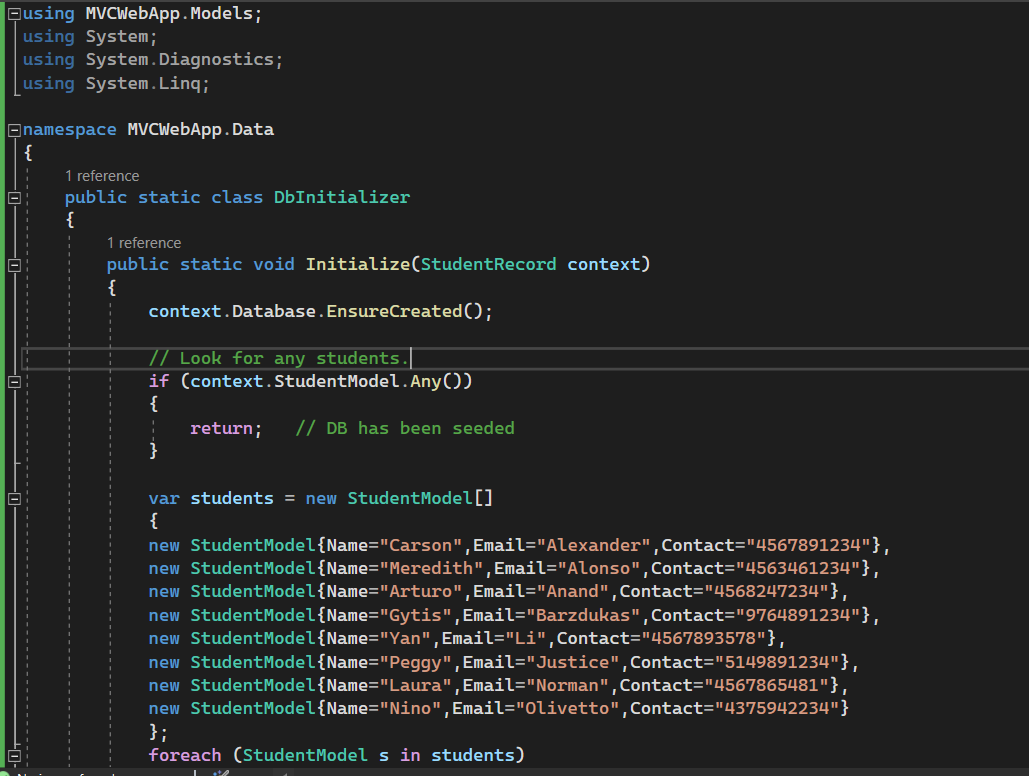 using MVCWebApp.Models;
using System;
using System.Diagnostics;
using System.Linq;
namespace MVCWebApp.Data
{
1 reference
public static class DbInitializer
{
1 reference
public static void Initialize(StudentRecord context)
{
context.Database.EnsureCreated();
// Look for any students.
if (context.StudentModel.Any())
{
return;   // DB has been seeded
}
var students = new StudentModel[]
{
new StudentModel{Name="Carson",Email="Alexander",Contact="4567891234"},
new StudentModel{Name="Meredith",Email="Alonso",Contact="4563461234"},
new StudentModel{Name="Arturo",Email="Anand",Contact="4568247234"},
new StudentModel{Name="Gytis",Email="Barzdukas",Contact="9764891234"},
new StudentModel{Name="Yan",Email="Li",Contact="4567893578"},
new StudentModel{Name="Peggy",Email="Justice",Contact="5149891234"},
new StudentModel{Name="Laura",Email="Norman",Contact="4567865481"},
new StudentModel{Name="Nino",Email="Olivetto",Contact="4375942234"}
};
foreach (StudentModel s in students)